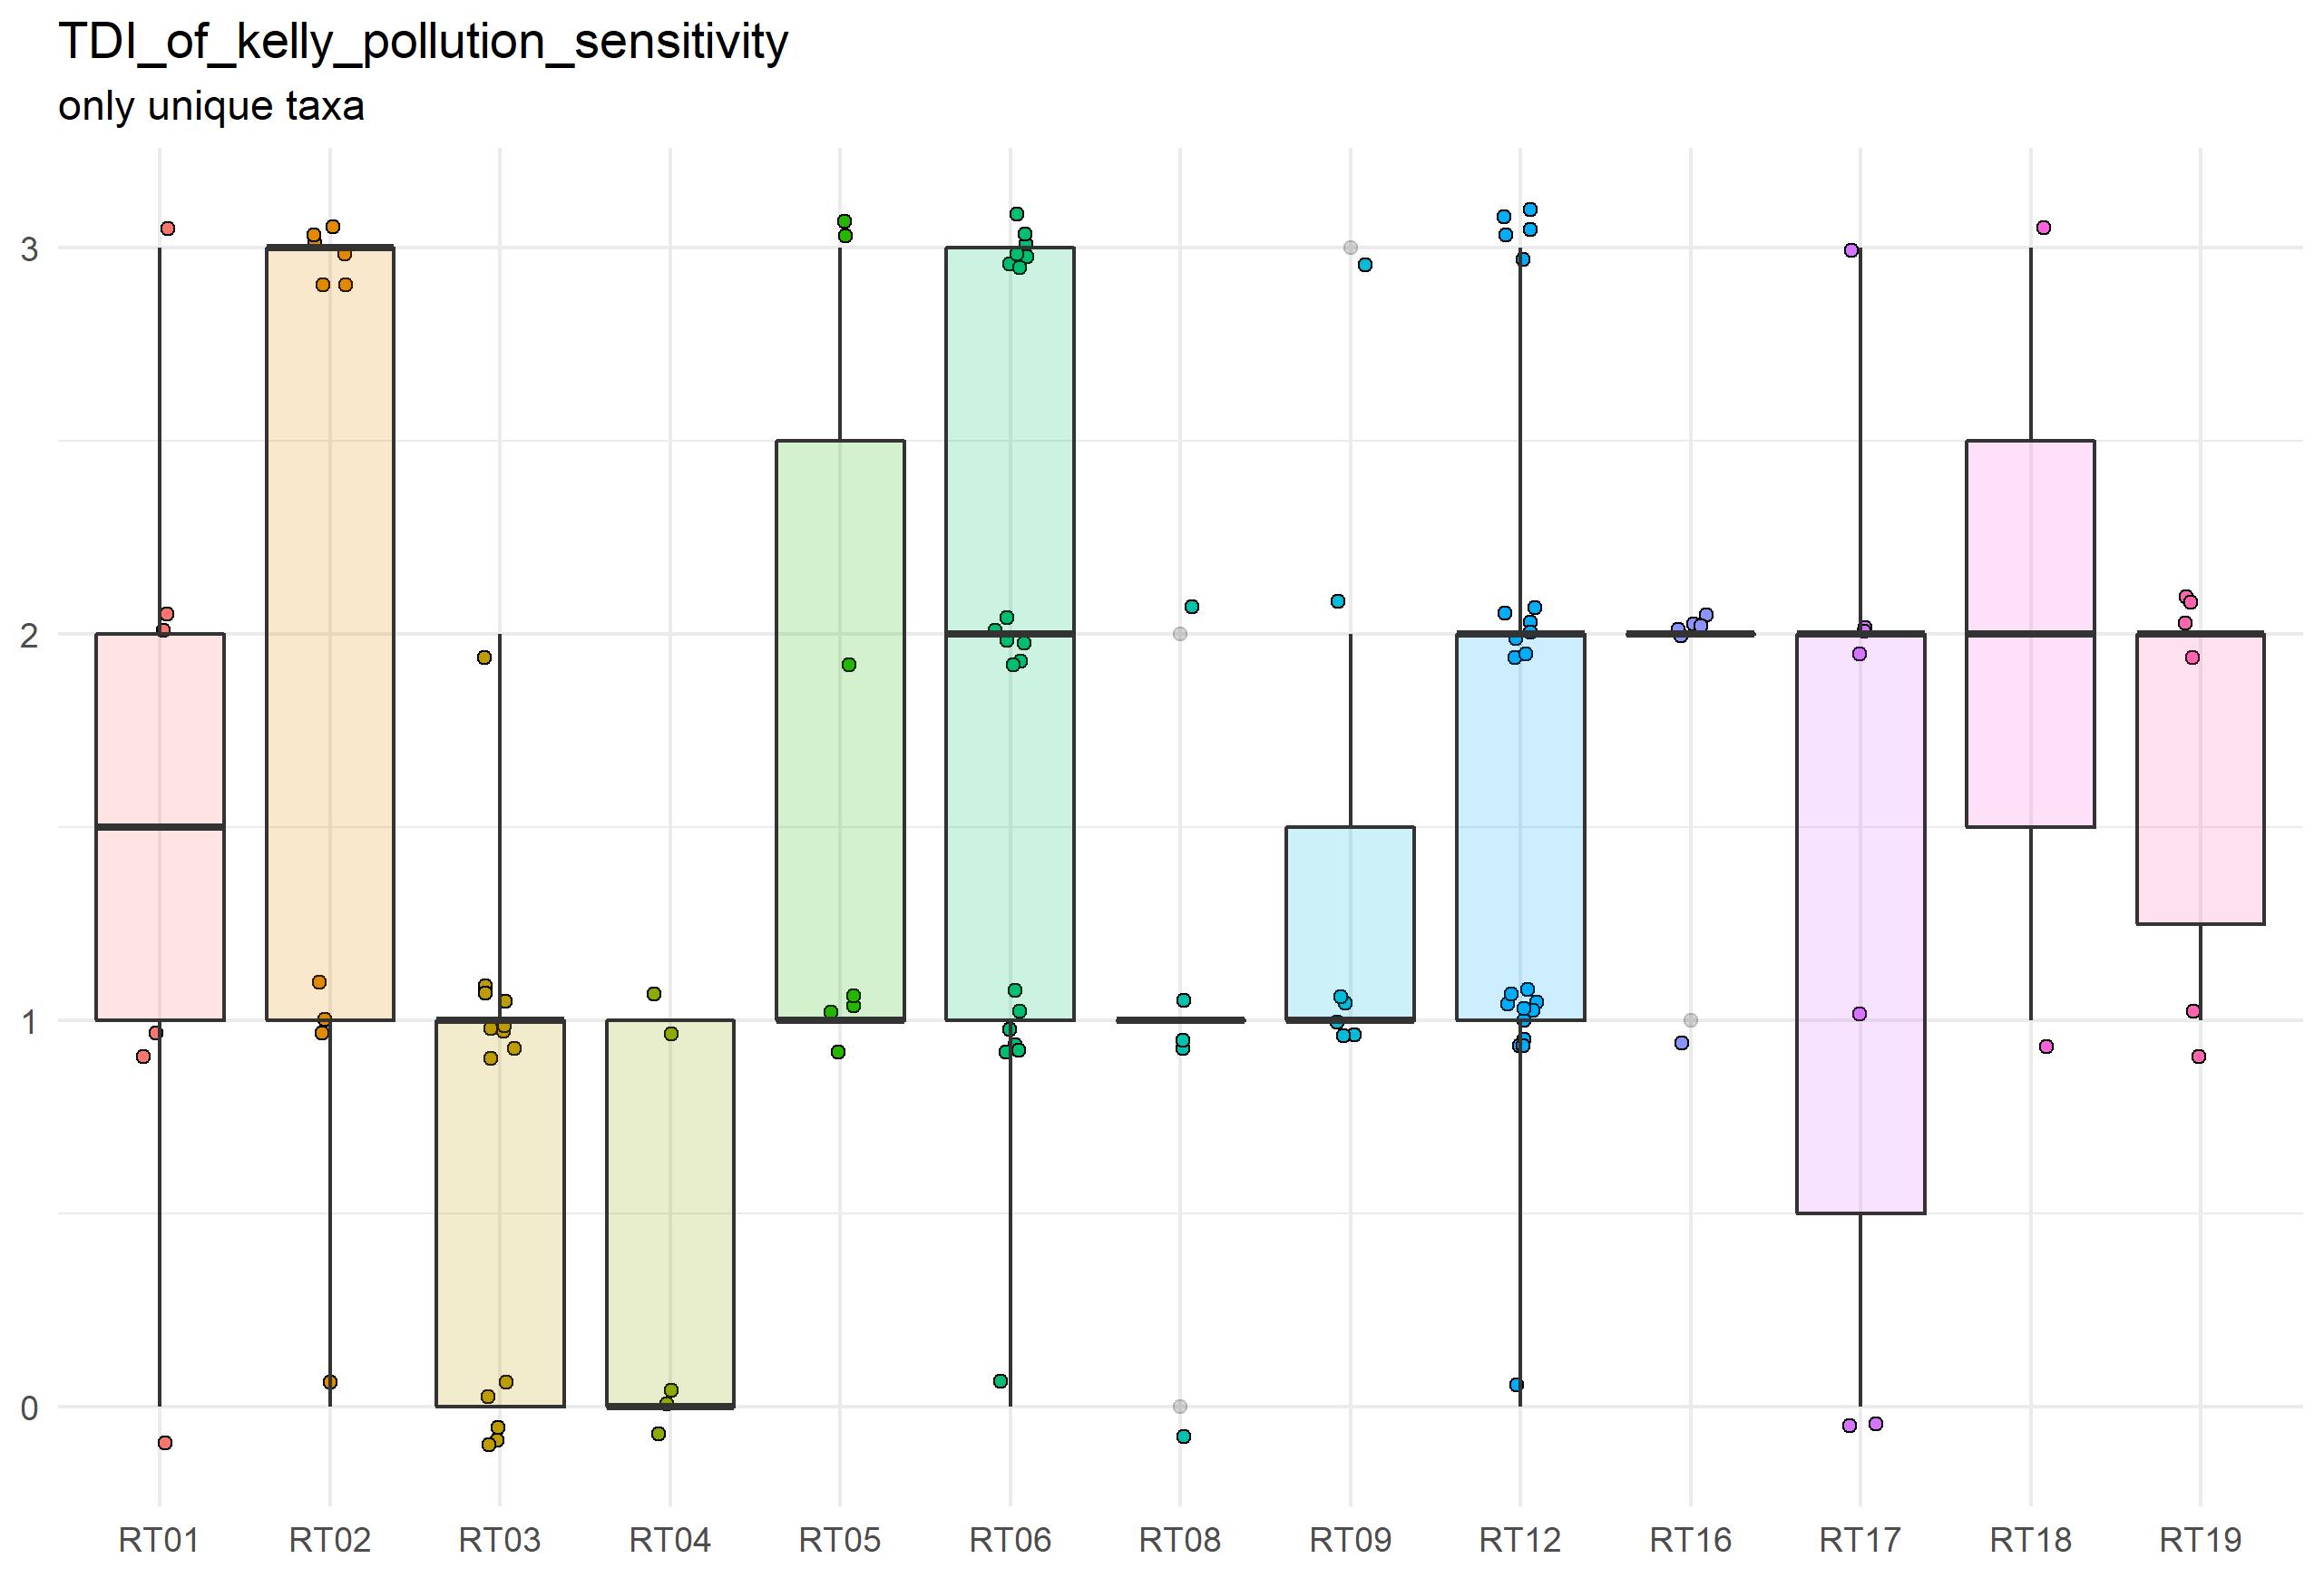 TDI_of_kelly_pollution_sensitivity
only unique taxa
3
2
1
0
RT01 RT02 RT03 RT04 RT05 RT06 RT08 RT09 RT12 RT16 RT17 RT18 RT19